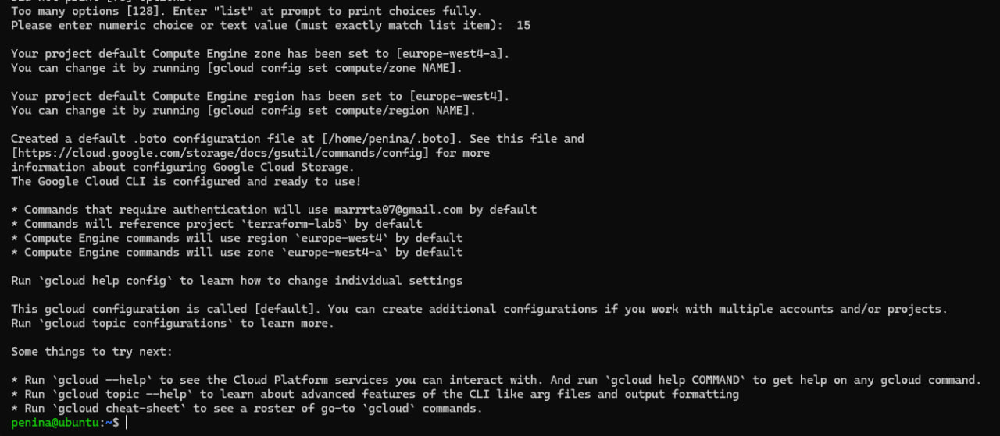 Too many options [128]. Enter "list" at prompt to print choices fully.
Please enter numeric choice or text value (must exactly match list item):  15

Your project default Compute Engine zone has been set to [europe-west4-a].
You can change it by running [gcloud config set compute/zone NAME].

Your project default Compute Engine region has been set to [europe-west4].
You can change it by running [gcloud config set compute/region NAME].

Created a default .boto configuration file at [/home/penina/.boto]. See this file and
[https://cloud.google.com/storage/docs/gsutil/commands/config] for more
information about configuring Google Cloud Storage.
The Google Cloud CLI is configured and ready to use!

* Commands that require authentication will use marrrta07@gmail.com by default
* Commands will reference project `terraform-lab5` by default
* Compute Engine commands will use region `europe-west4` by default
* Compute Engine commands will use zone `europe-west4-a` by default

Run `gcloud help config` to learn how to change individual settings

This gcloud configuration is called [default]. You can create additional configurations if you work with multiple accounts and/or projects.
Run `gcloud topic configurations` to learn more.

Some things to try next:

* Run `gcloud --help` to see the Cloud Platform services you can interact with. And run `gcloud help COMMAND` to get help on any gcloud command.
* Run `gcloud topic --help` to learn about advanced features of the CLI like arg files and output formatting
* Run `gcloud cheat-sheet` to see a roster of go-to `gcloud` commands.
penina@ubuntu:~$